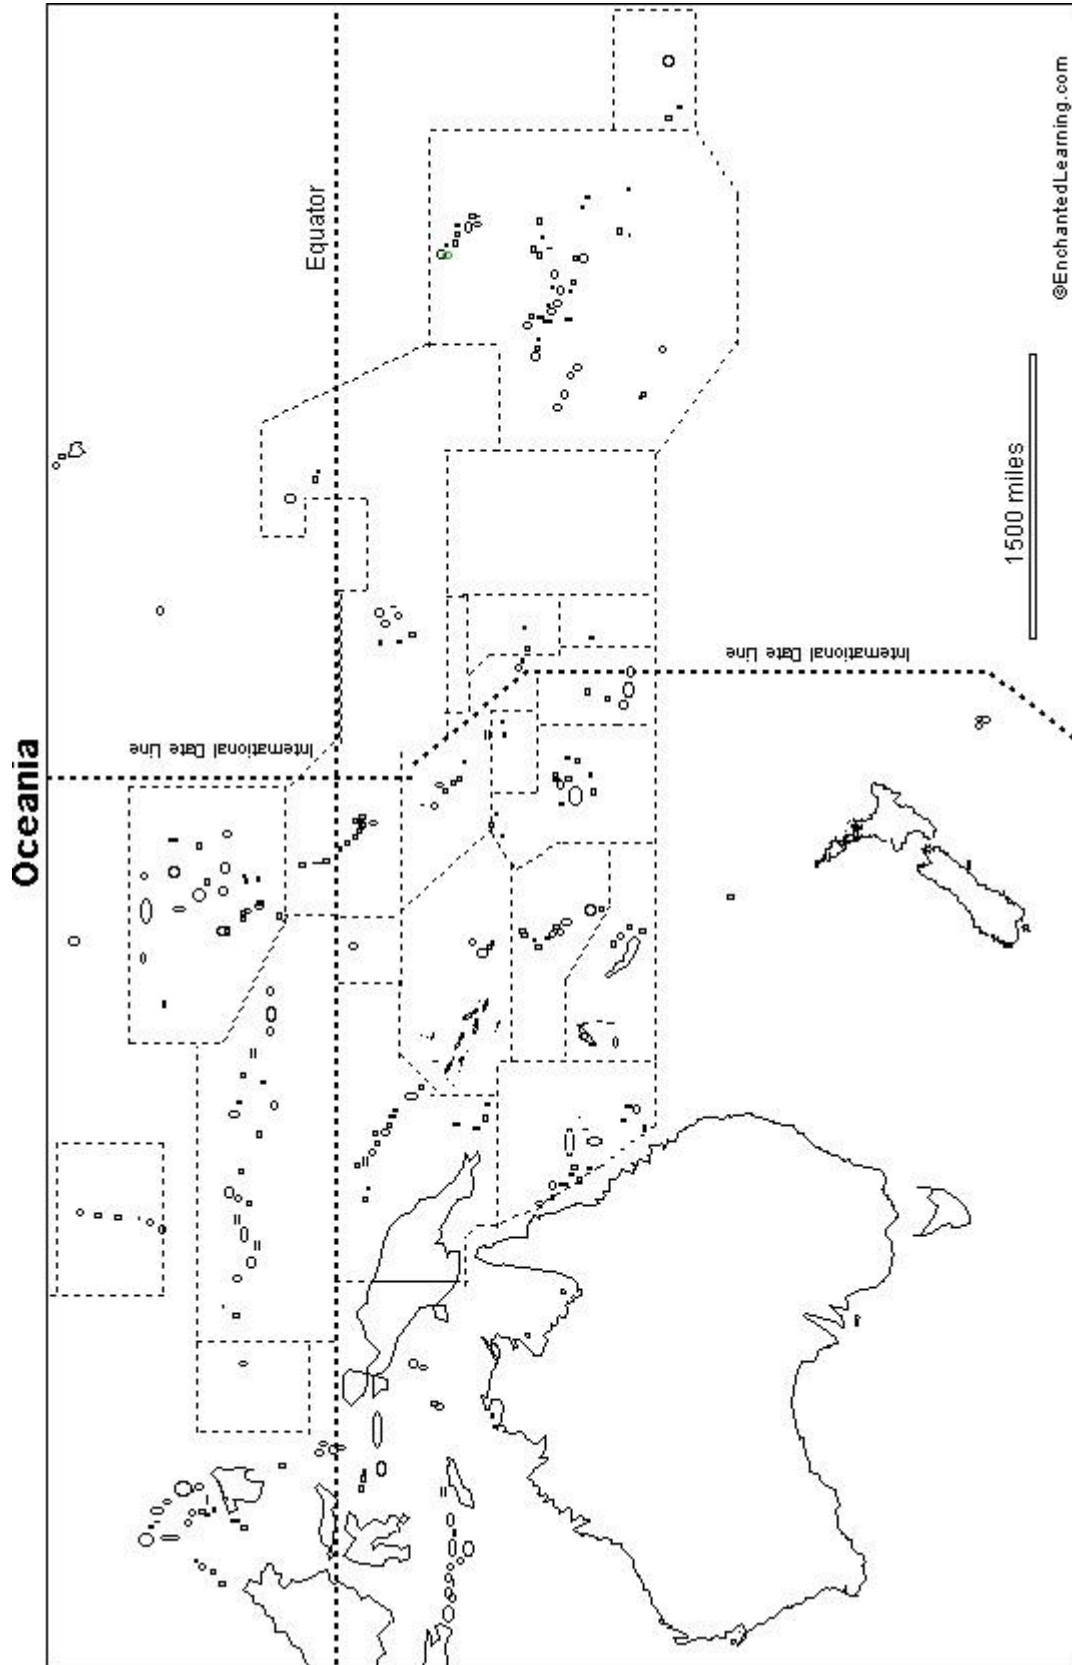 Oceania
International Date Line
Equator
International Date Line
1500 miles
©EnchantedLearning.com